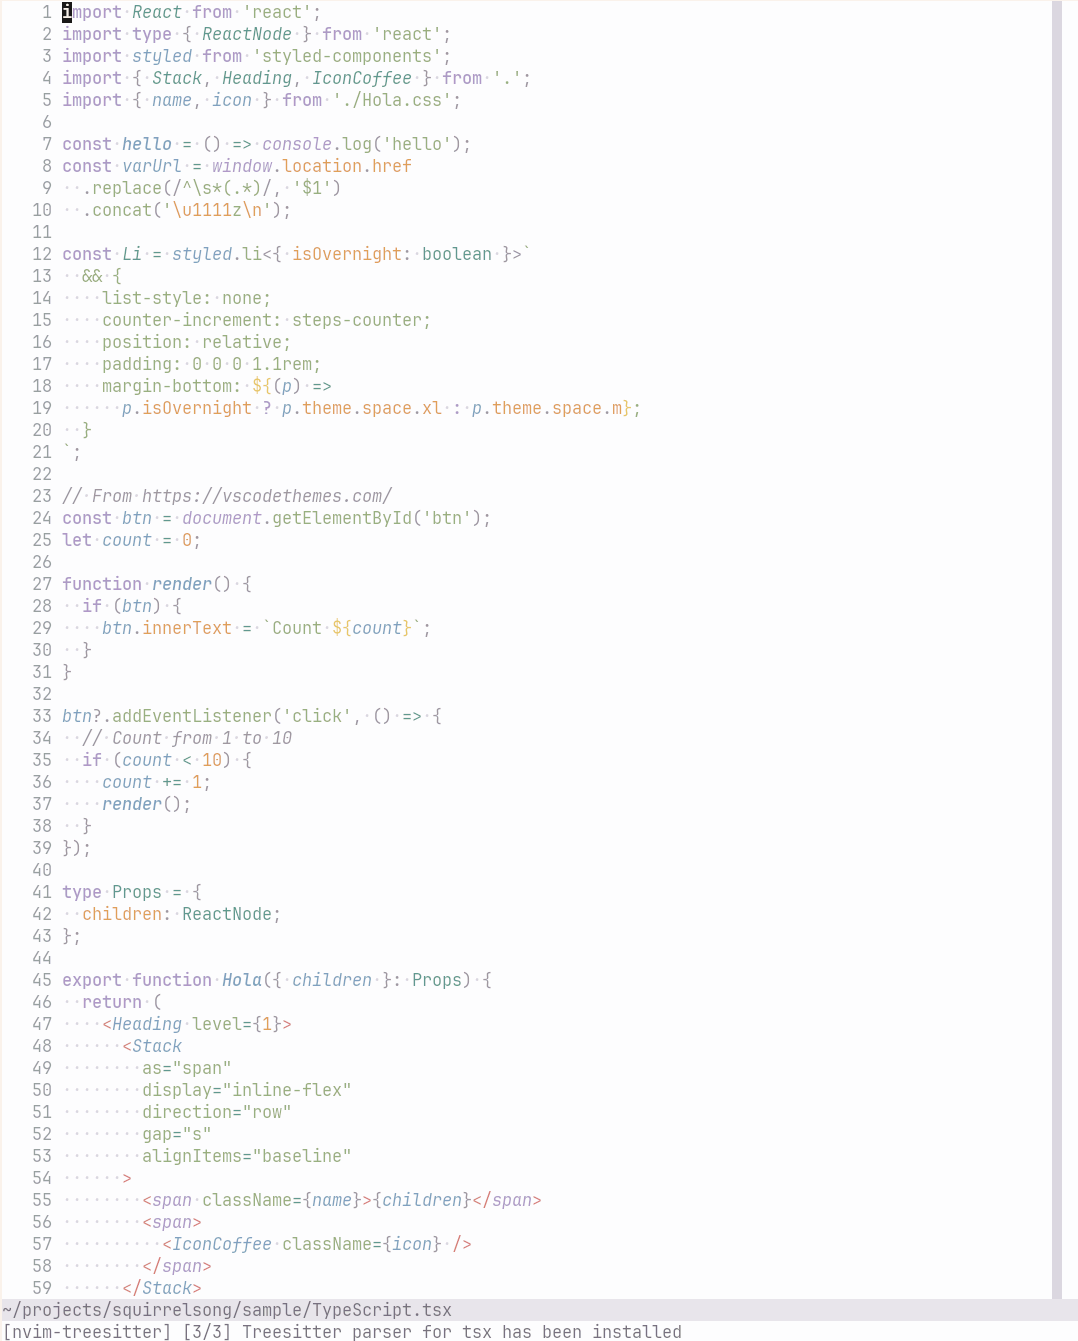 1 import React from 'react';
2 import type { ReactNode } from 'react';
3 import styled from 'styled-components';
4 import { Stack, Heading, IconCoffee } from '.';
5 import { name, icon } from './Hola.css';
6
7 const hello = () => console.log('hello');
8 const varUrl = window.location.href
9 ··.replace(/^\s*(.*)/, '$1')
10 ··.concat('\u1111z\n');
11
12 const Li = styled.li<{ isOvernight: boolean }>`
13 ··&& {
14 ····list-style: none;
15 ····counter-increment: steps-counter;
16 ····position: relative;
17 ····padding: 0 0 0 1.1rem;
18 ····margin-bottom: ${(p) =>
19 ······p.isOvernight ? p.theme.space.xl : p.theme.space.m};
20 ··}
21 `;
22
23 // From https://vscodethemes.com/
24 const btn = document.getElementById('btn');
25 let count = 0;
26
27 function render() {
28 ··if (btn) {
29 ····btn.innerText = `Count ${count}`;
30 ··}
31 }
32
33 btn?.addEventListener('click', () => {
34 ··// Count from 1 to 10
35 ··if (count < 10) {
36 ····count += 1;
37 ····render();
38 ··}
39 });
40
41 type Props = {
42 ··children: ReactNode;
43 };
44
45 export function Hola({ children }: Props) {
46 ··return (
47 ····<Heading level={1}>
48 ······<Stack
49 ········as="span"
50 ········display="inline-flex"
51 ········direction="row"
52 ········gap="s"
53 ········alignItems="baseline"
54 ······>
55 ········<span className={name}>{children}</span>
56 ········<span>
57 ··········<IconCoffee className={icon} />
58 ········</span>
59 ······</Stack>
~/projects/squirrelsong/sample/TypeScript.tsx
[nvim-treesitter] [3/3] Treesitter parser for tsx has been installed